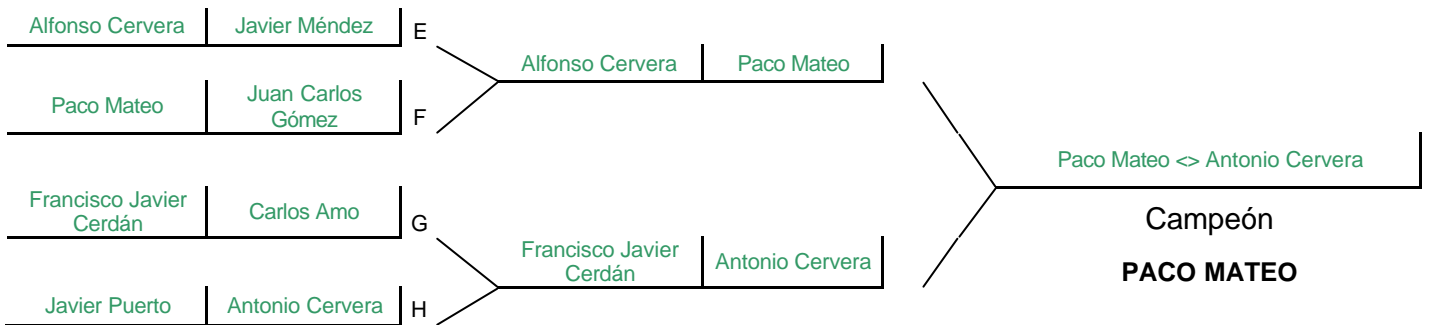 Alfonso Cervera Javier Méndez E
Alfonso Cervera Paco Mateo
Paco Mateo Juan Carlos
Gómez F
Paco Mateo <> Antonio Cervera
Francisco Javier
Cerdán Carlos Amo G
Campeón
Francisco Javier
Cerdán Antonio Cervera
PACO MATEO
Javier Puerto Antonio Cervera H